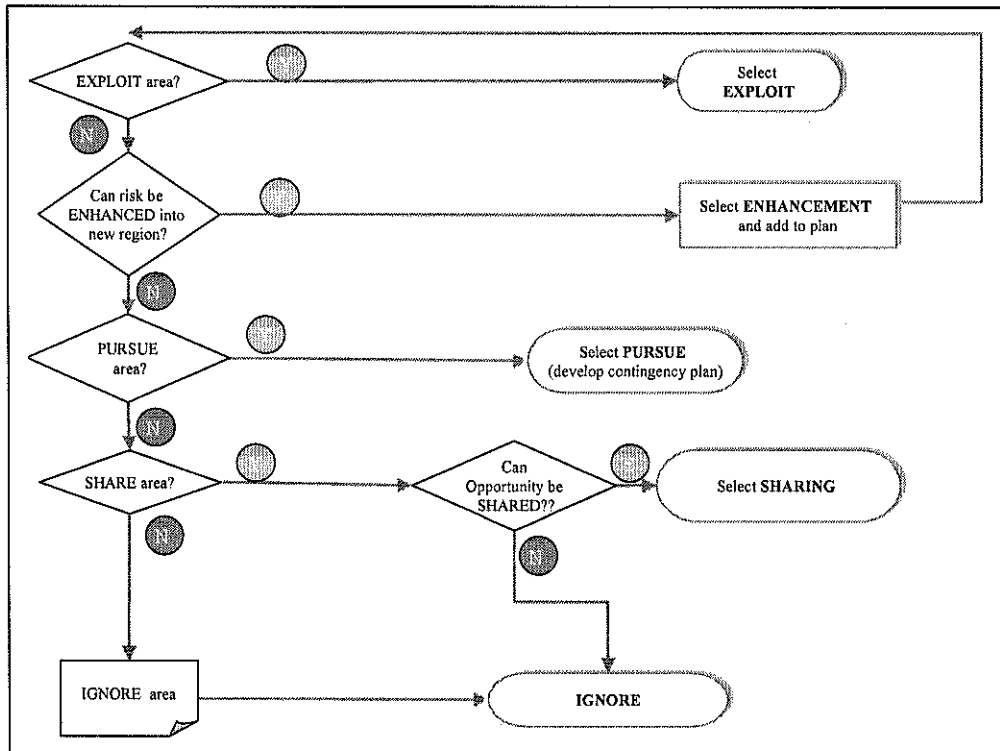 EXPLOIT area?
Select
EXPLOIT
N
Can risk be
ENHANCED into
new region?
Select ENHANCEMENT
and add to plan
N
PURSUE
area?
Select PURSUE
(develop contingency plan)
N
SHARE area?
Can
Opportunity be
SHARED??
Select SHARING
N
N
IGNORE area
IGNORE